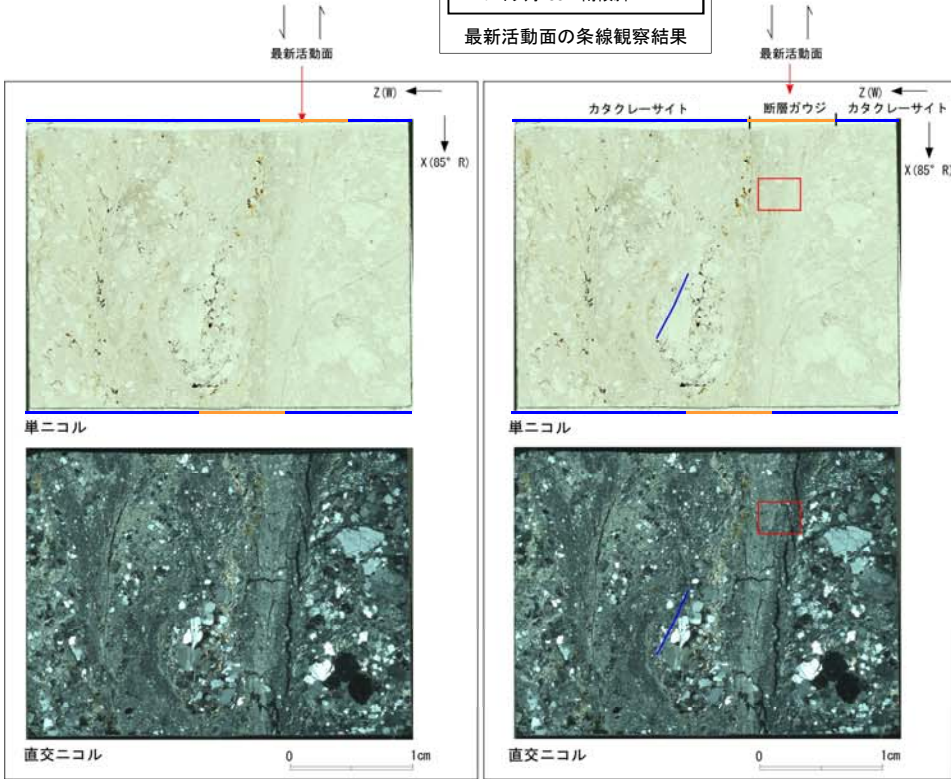 最新活動面の条線観察結果
最新活動面
Z(W)
X(85° R)
単ニコル
直交ニコル
0 1cm
最新活動面
Z(W)
カタクレーサイト 断層ガウジ カタクレーサイト
X(85° R)
単ニコル
直交ニコル
0 1cm